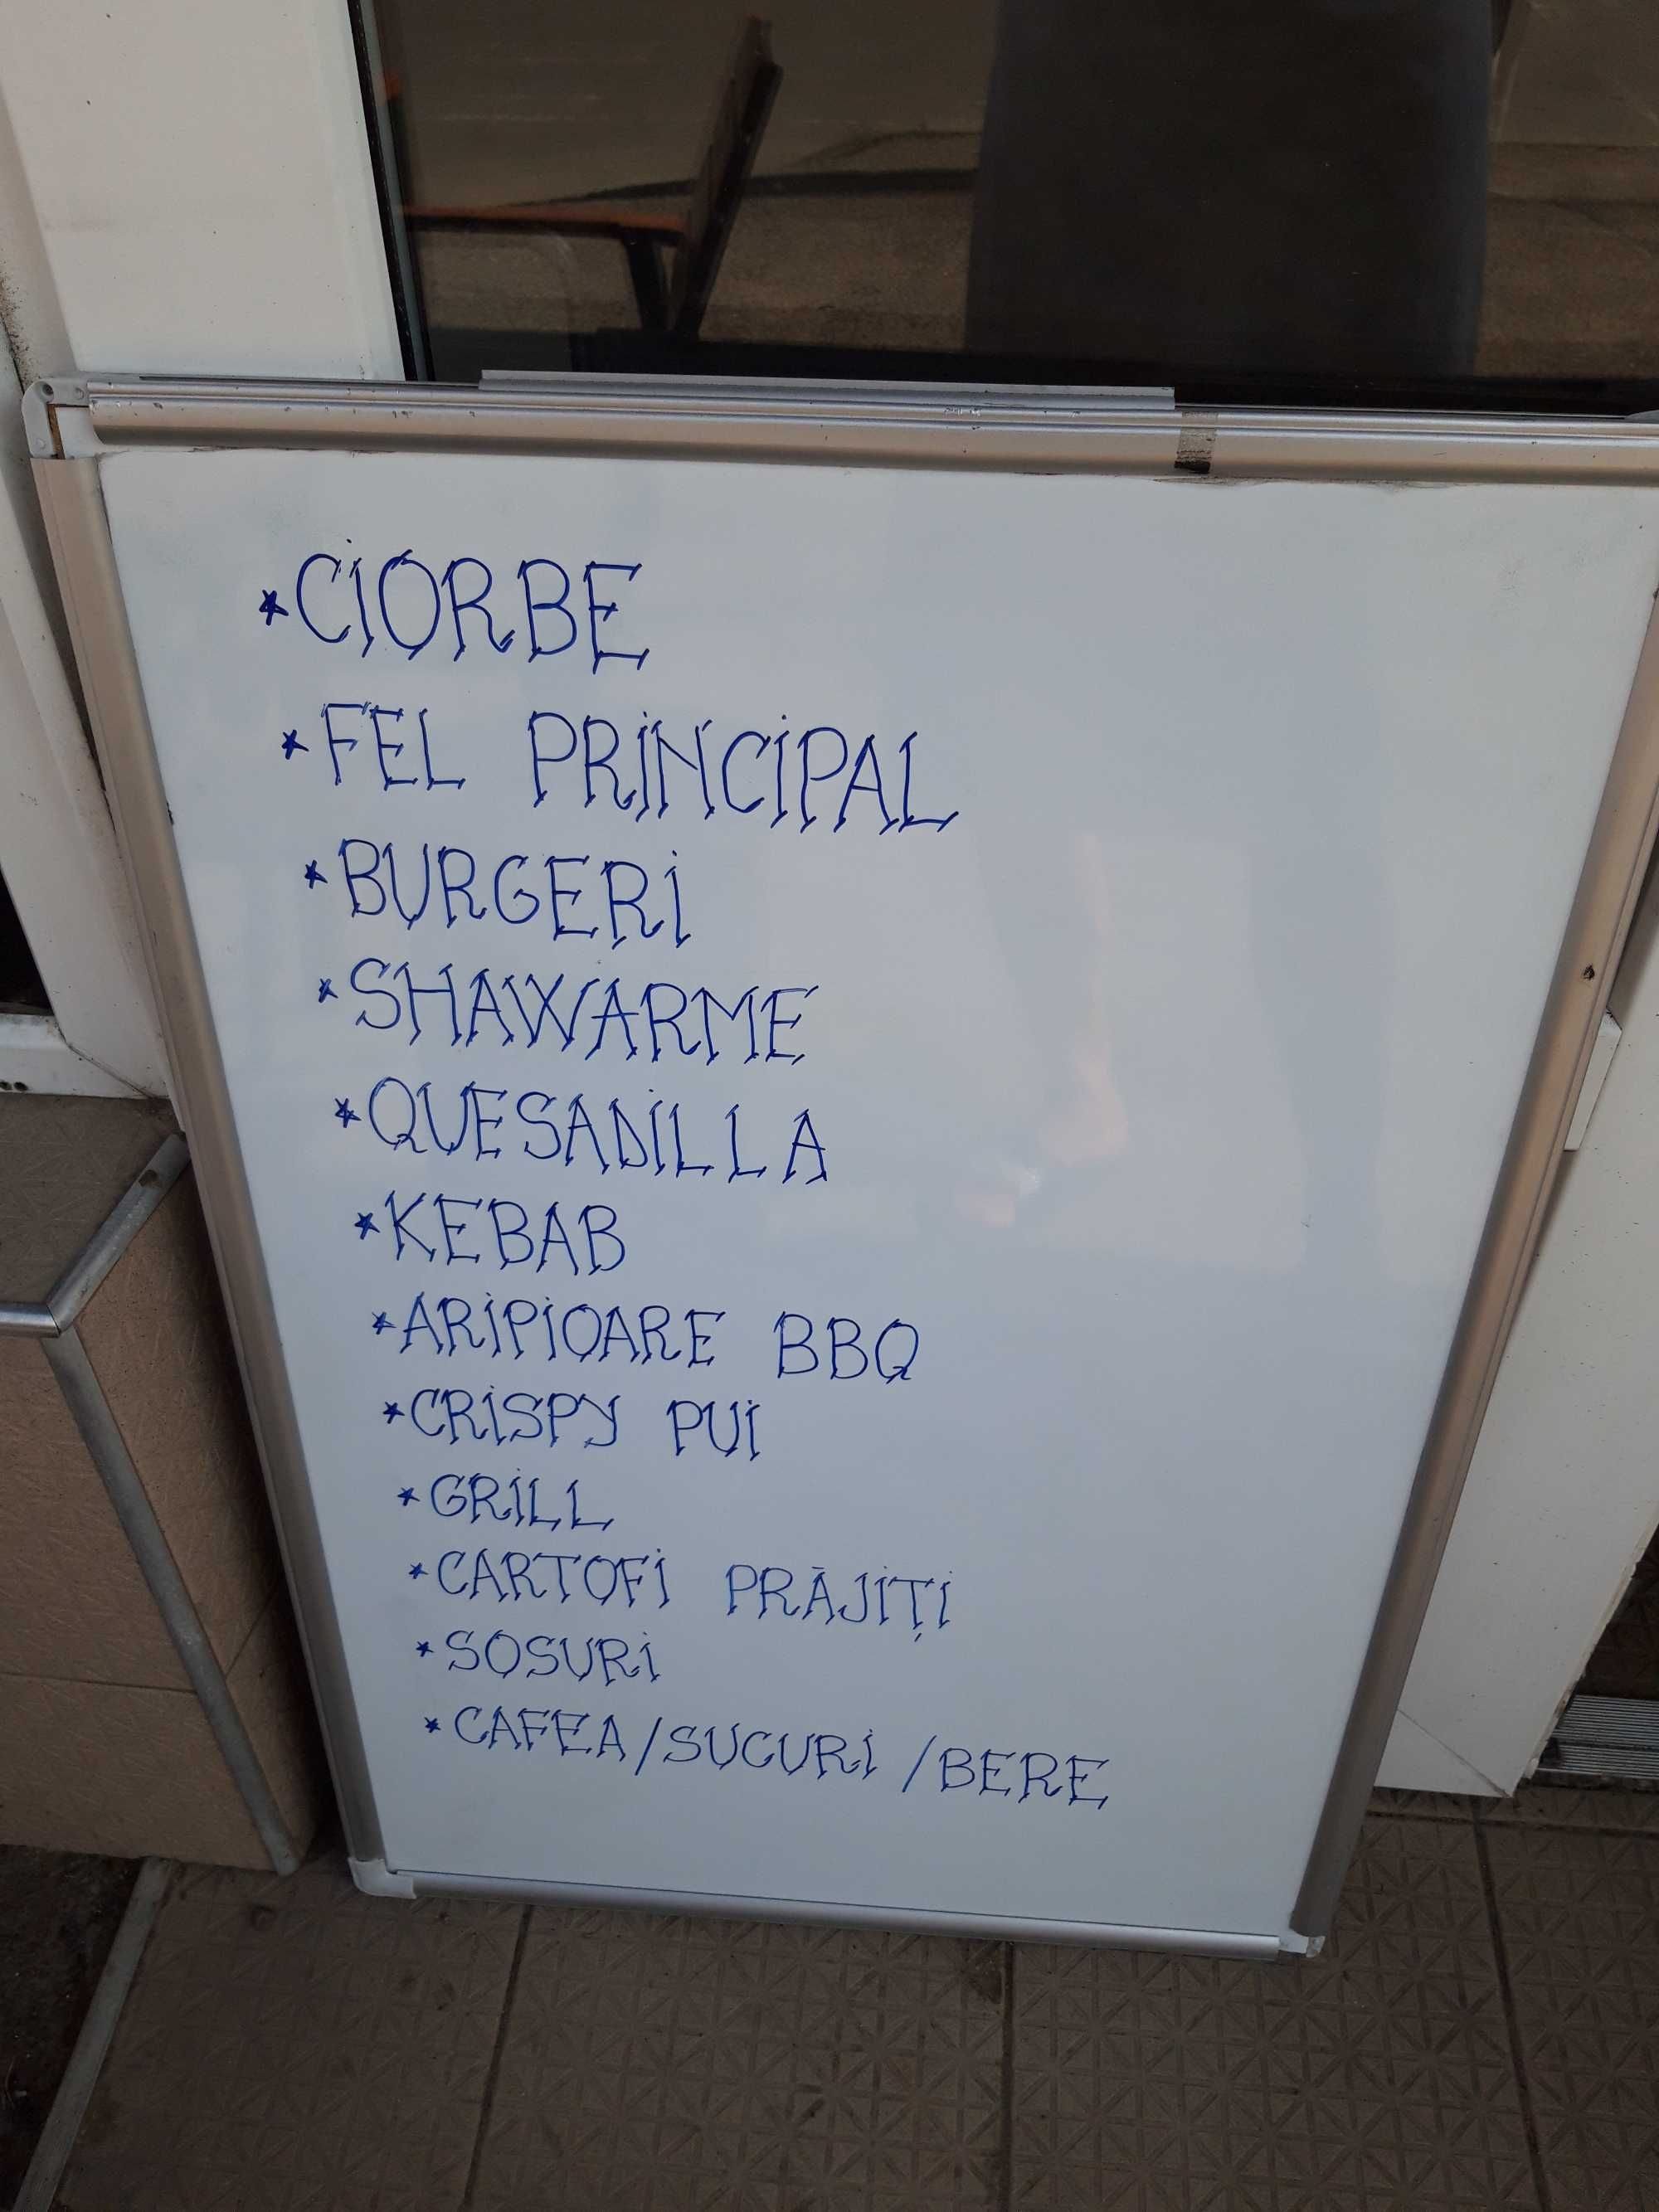 *CIORBE
*FEL PRINCIPAL
*BURGERI
*SHAWARME
*QUESADILLA
*KEBAB
*ARIPIOARE BBQ
*CRISPY PUI
*GRILL
*CARTOFI PRĂJIȚI
*SOSURI
*CAFEA/SUCURI/BERE